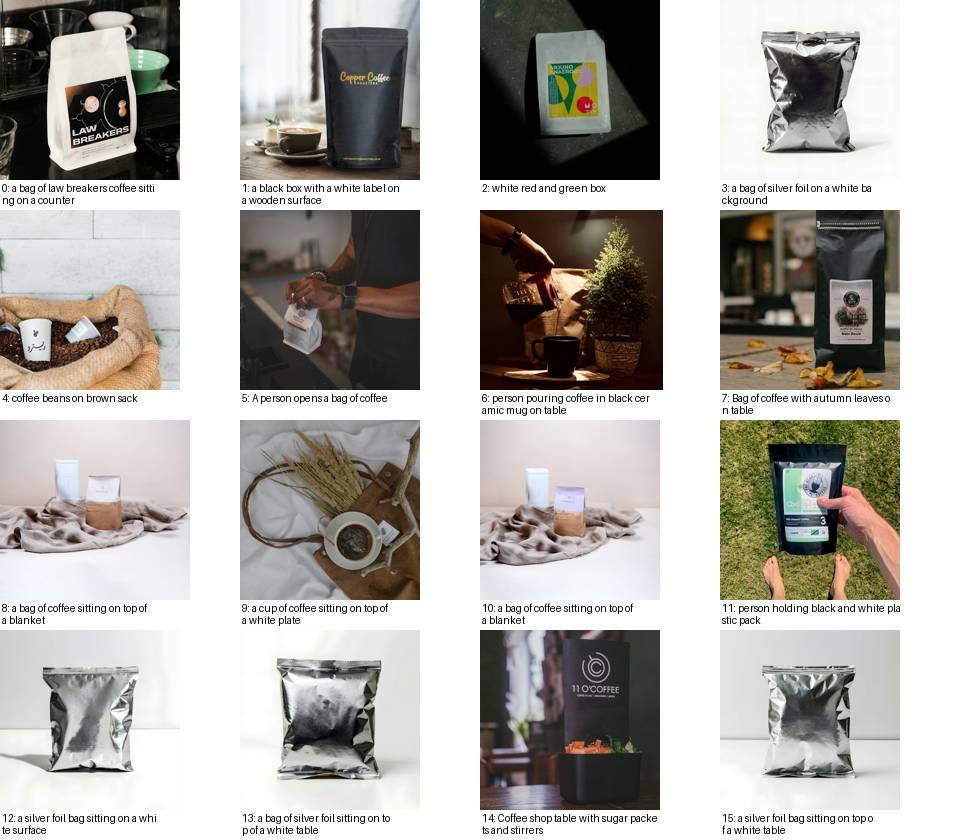 LAW
BREAKERS
Copper Coffee
ROASTERS
0: a bag of law breakers coffee sitti
ng on a counter
1: a black box with a white label on
a wooden surface
2: white red and green box
3: a bag of silver foil on a white ba
ckground
4: coffee beans on brown sack
5: A person opens a bag of coffee
6: person pouring coffee in black cer
amic mug on table
7: Bag of coffee with autumn leaves o
n table
8: a bag of coffee sitting on top of
a blanket
9: a cup of coffee sitting on top of
a white plate
10: a bag of coffee sitting on top of
a blanket
3
11: person holding black and white pla
stic pack
11 O'COFFEE
12: a silver foil bag sitting on a whi
te surface
13: a bag of silver foil sitting on to
p of a white table
14: Coffee shop table with sugar packe
ts and stirrers
15: a silver foil bag sitting on top o
f a white table